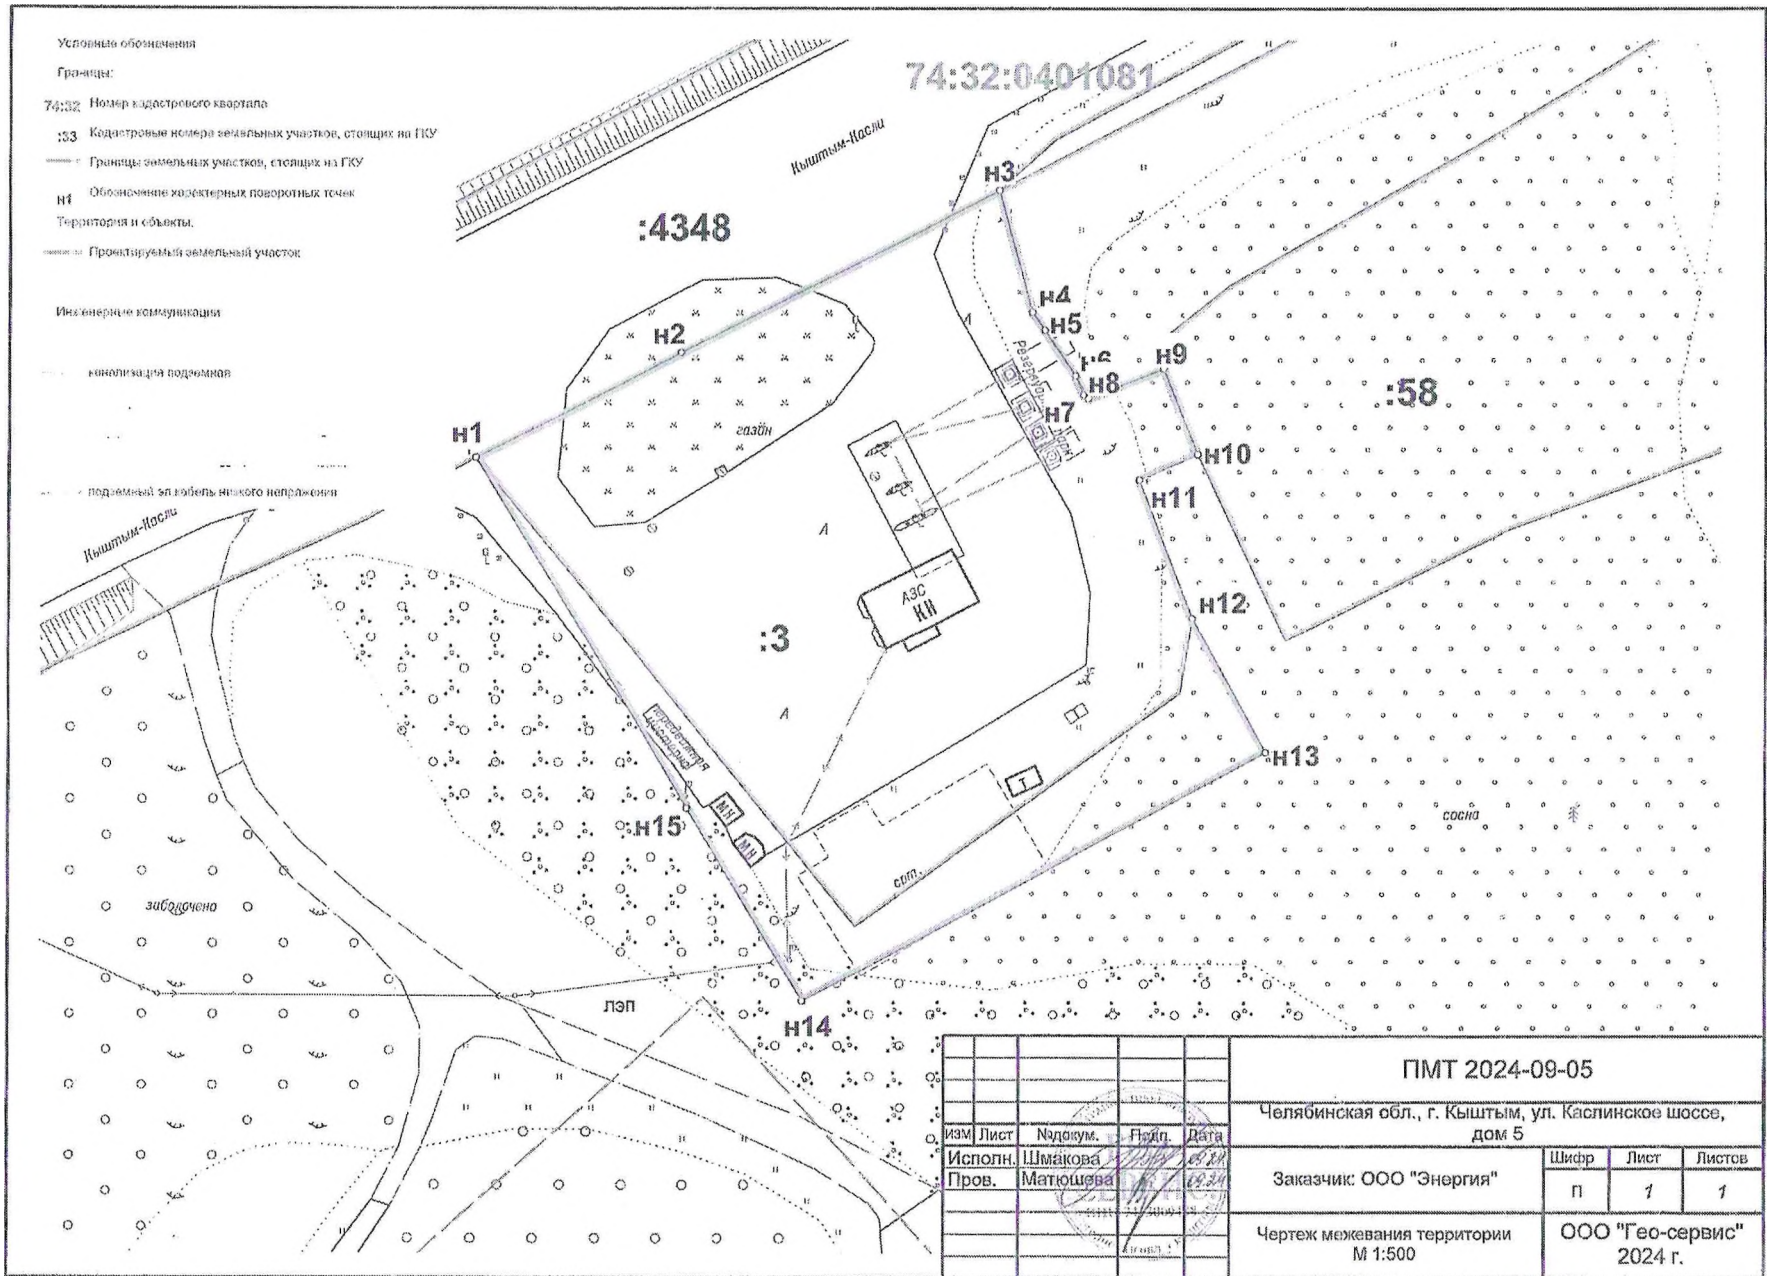 Условные обозначения
Границы:
74:32 Номер кадастрового квартала
:33 Кадастровые номера земельных участков, стоящих на ГКУ
Границы земельных участков, стоящих на ГКУ
н1 Обозначение характерных поворотных точек
Территория и объекты.
Проектируемый земельный участок
Инженерные коммуникации
канализация подземная
подземный эл.кабель низкого напряжения
74:32:0401081
Кыштым-Касли
:4348
н3
н4
н5
н2
н9
н8
:58
н7
Резервуарный парк
газон
н1
н10
н11
А
А
АЗС
КН
н12
:3
А
Кыштым-Касли
н13
Т
сосна
МН
МН
н15
спт.
заболочено
ЛЭП
н14
ПМТ 2024-09-05
Челябинская обл., г. Кыштым, ул. Каслинское шоссе,
дом 5
изм Лист №докум. Подп. Дата
Исполн. Шмакова
Пров. Матюшева
Заказчик: ООО "Энергия"
Шифр Лист Листов
П 1 1
Чертеж межевания территории
М 1:500
ООО "Гео-сервис"
2024 г.